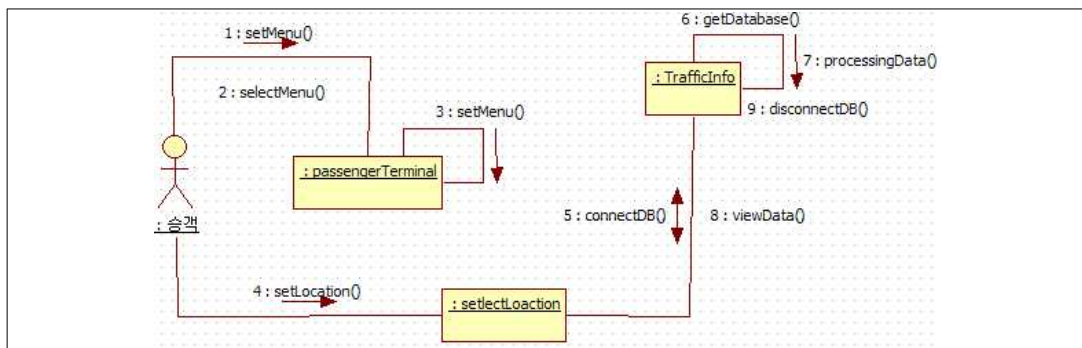 1 : setMenu()
2 : selectMenu()
3 : setMenu()
: passengerTerminal
: 승객
4 : setLocation()
: setlectLoaction
5 : connectDB()
8 : viewData()
6 : getDatabase()
7 : processingData()
: TrafficInfo
9 : disconnectDB()